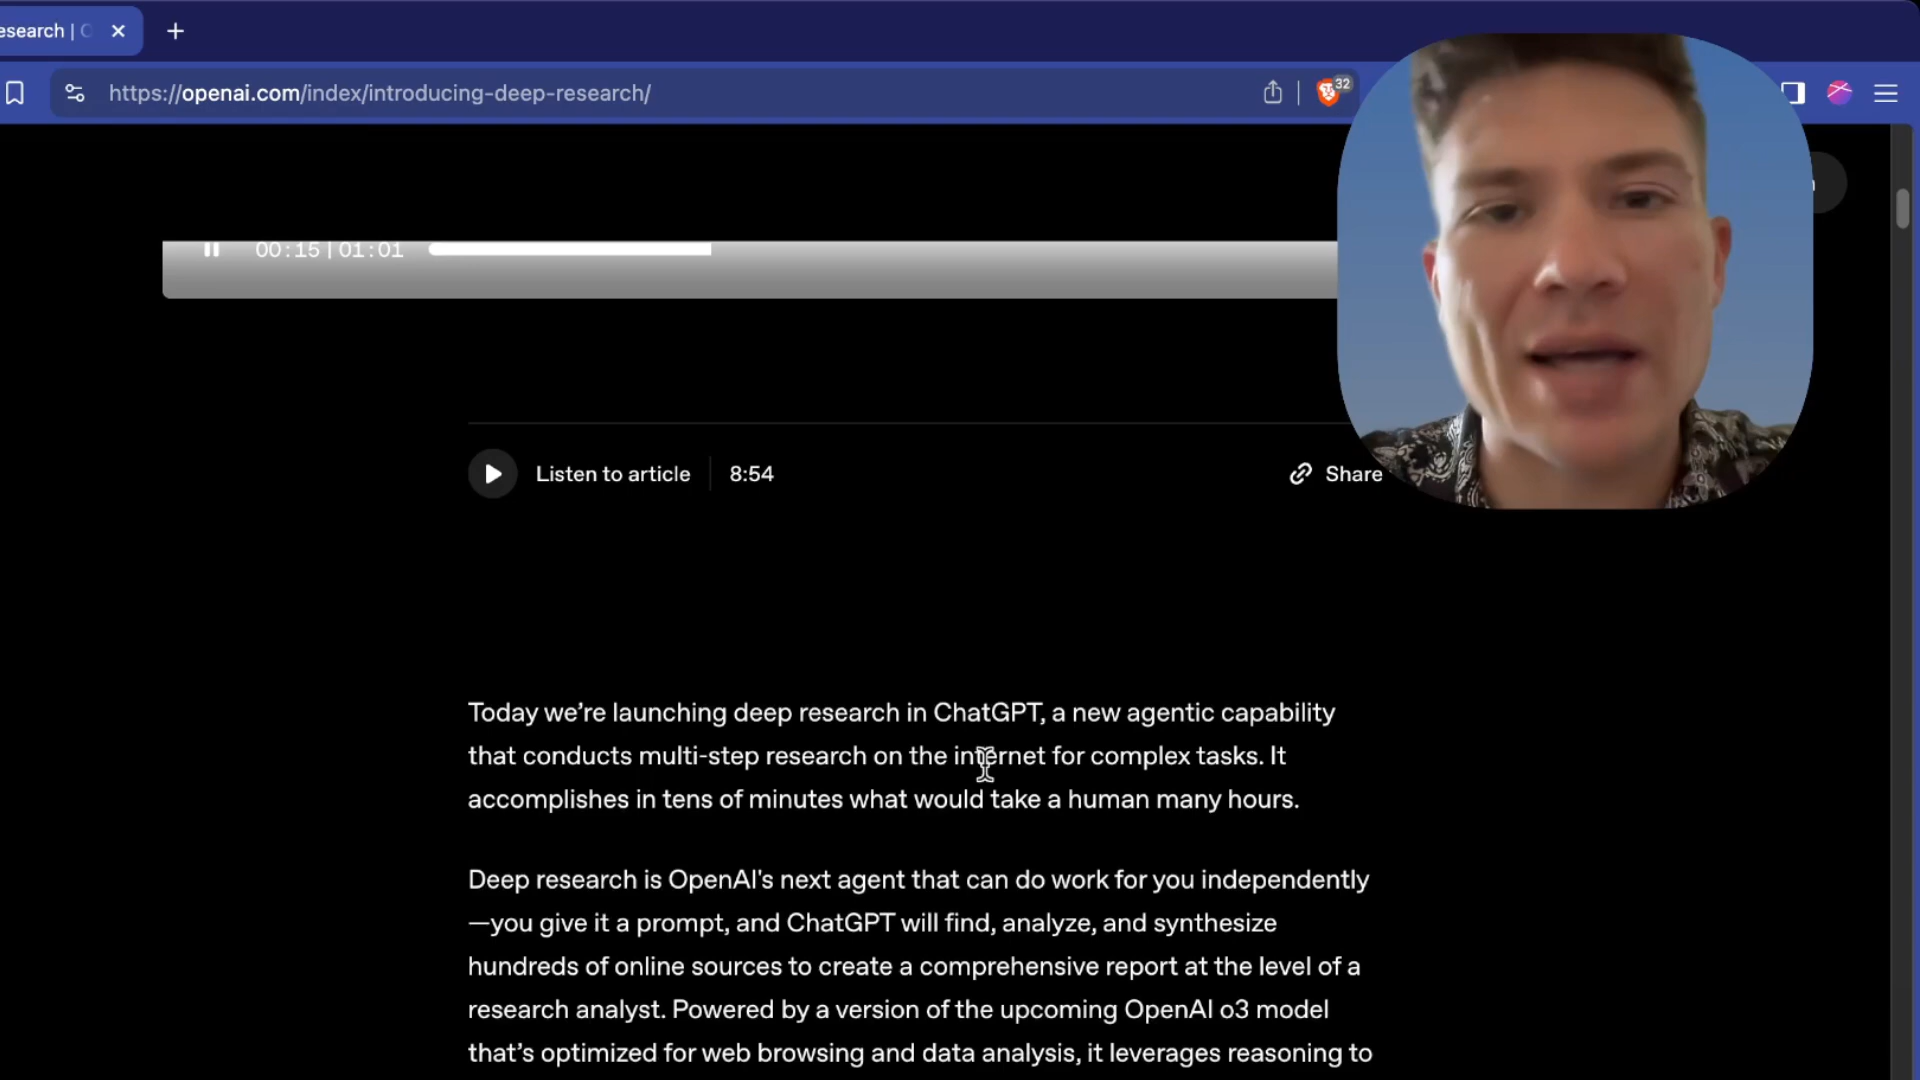 esearch |
https://openai.com/index/introducing-deep-research/
32
00:15 | 01:01
Listen to article
8:54
Share
Today we’re launching deep research in ChatGPT, a new agentic capability
that conducts multi-step research on the internet for complex tasks. It
accomplishes in tens of minutes what would take a human many hours.
Deep research is OpenAI's next agent that can do work for you independently
—you give it a prompt, and ChatGPT will find, analyze, and synthesize
hundreds of online sources to create a comprehensive report at the level of a
research analyst. Powered by a version of the upcoming OpenAI o3 model
that’s optimized for web browsing and data analysis, it leverages reasoning to